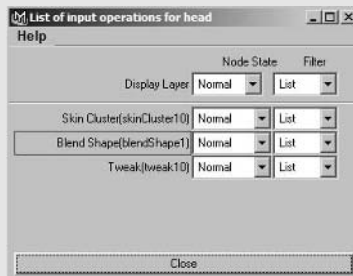 List of input operations for head
Help
Node State Filter
Display Layer Normal List
Skin Cluster(skinCluster10) Normal List
Blend Shape(blendShape1) Normal List
Tweak(tweak10) Normal List
Close